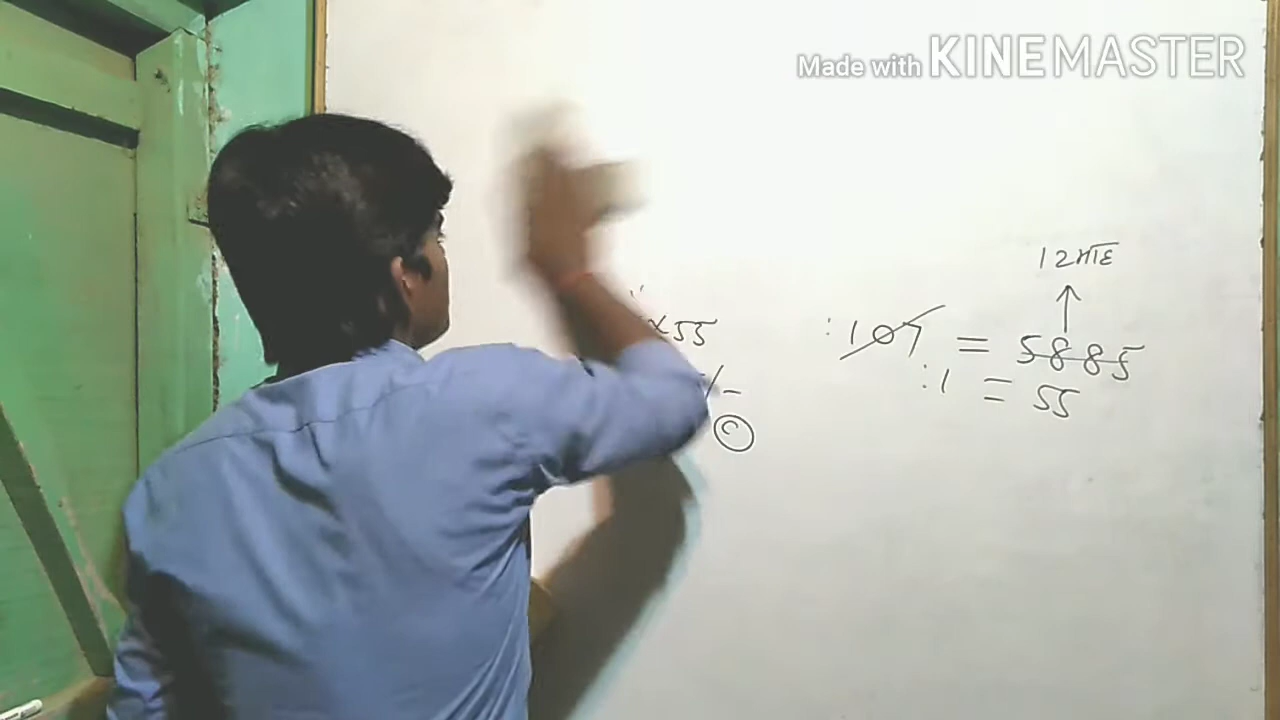 Made with KINEMASTER
12माह
×55
: 107 = 5885
/-
: 1 = 55
©